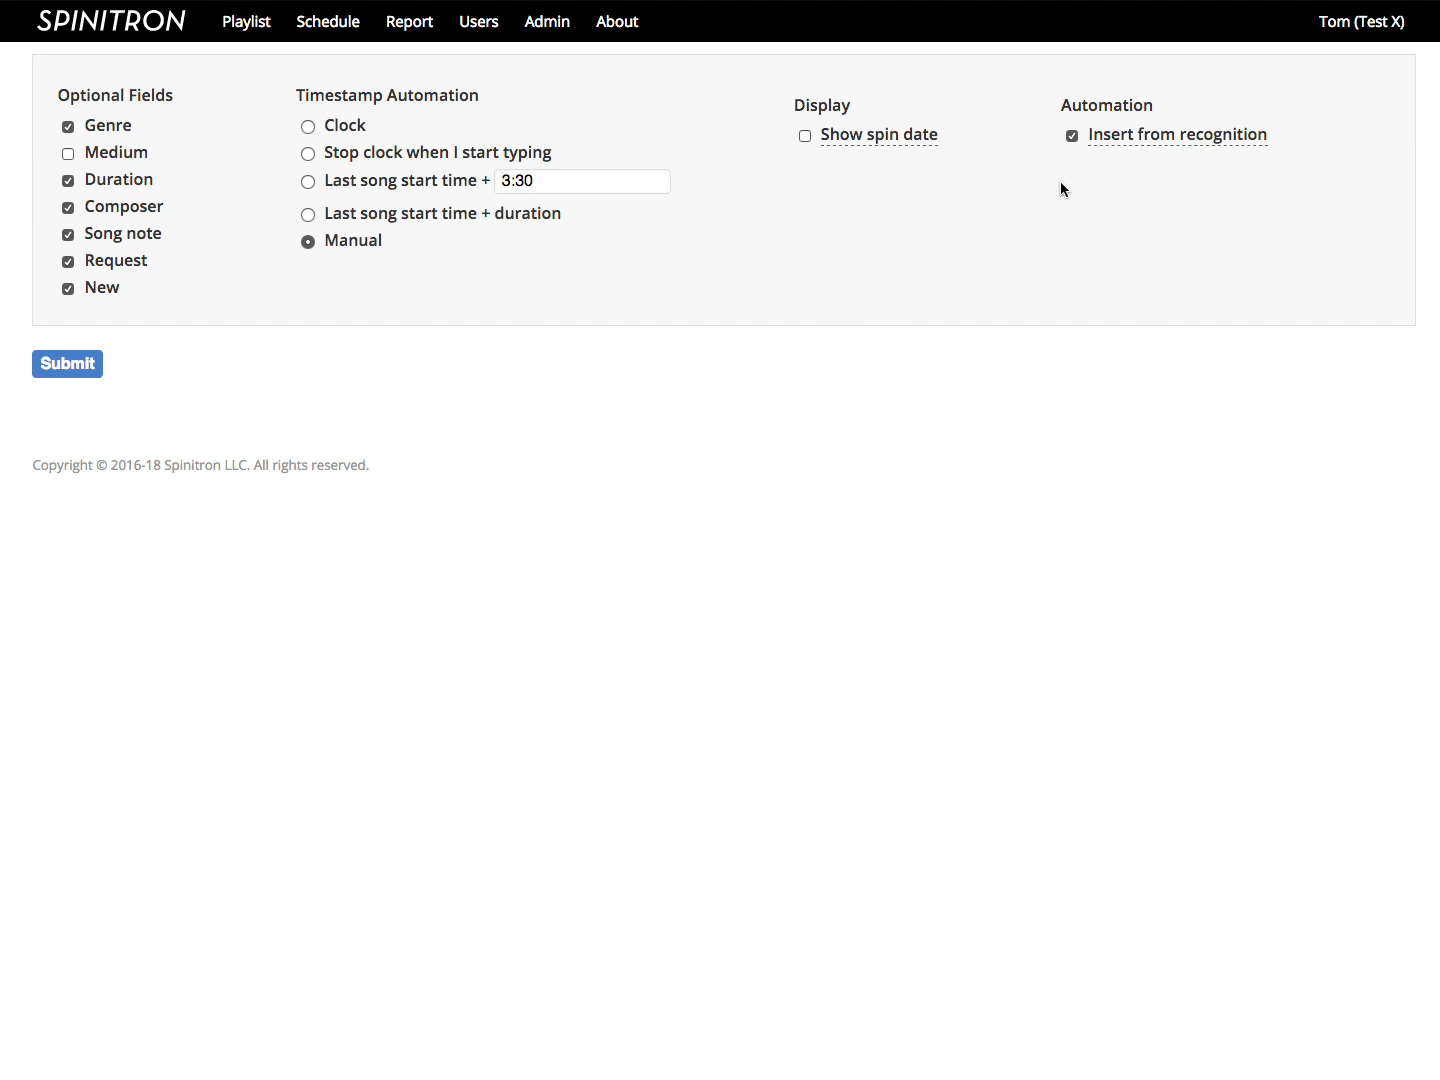 SPINITRON Playlist Schedule Report Users Admin About Tom (Test X)
Optional Fields
Genre
Medium
Duration
Composer
Song note
Request
New
Timestamp Automation
Clock
Stop clock when I start typing
Last song start time + 3:30
Last song start time + duration
Manual
Display
Show spin date
Automation
Insert from recognition
Submit
Copyright © 2016-18 Spinitron LLC. All rights reserved.